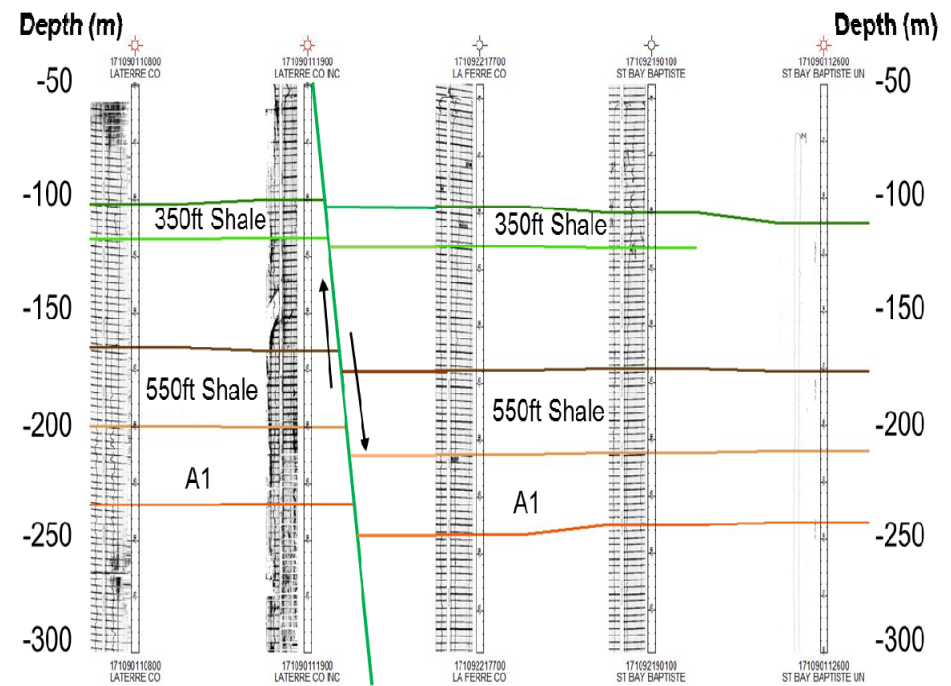 Depth (m)
Depth (m)
171090110800
LATERRE CO
171090111900
LATERRE CO INC
171092217700
LA FERRE CO
171092190100
ST BAY BAPTISTE
171090112600
ST BAY BAPTISTE UN
-50
-50
-100
-100
350ft Shale
350ft Shale
-150
-150
550ft Shale
550ft Shale
-200
-200
A1
A1
-250
-250
-300
-300
171090110800
LATERRE CO
171090111900
LATERRE CO INC
171092217700
LA FERRE CO
171092190100
ST BAY BAPTISTE
171090112600
ST BAY BAPTISTE UN